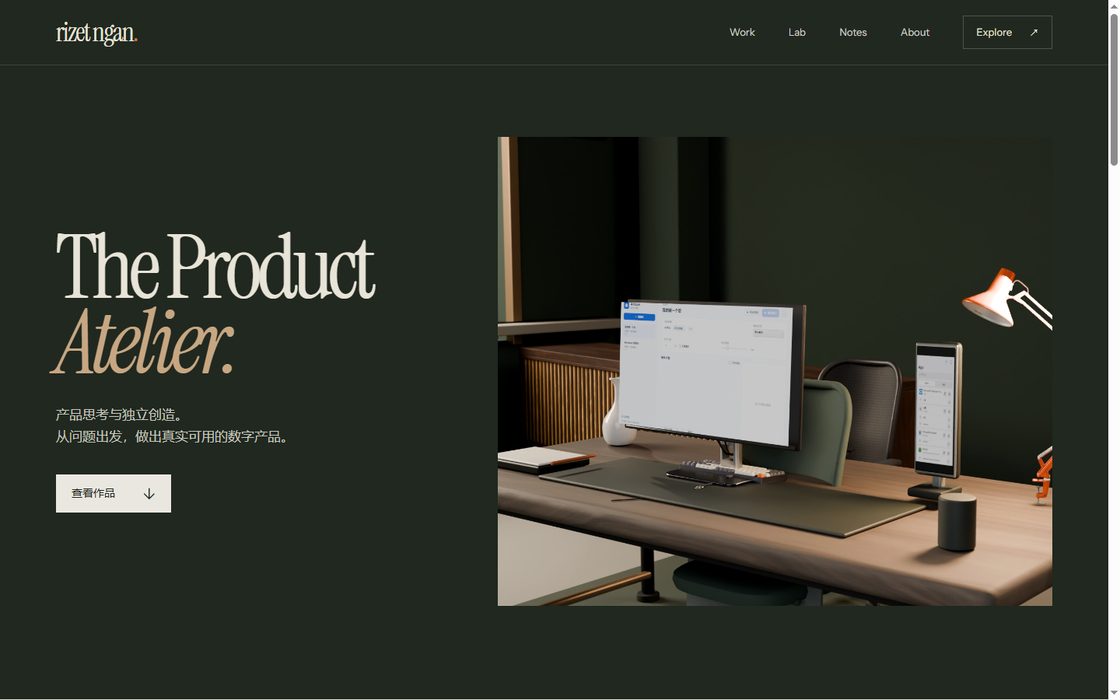 rizet ngan.
Work
Lab
Notes
About
Explore ↗
The Product
Atelier.
产品思考与独立创造。
从问题出发，做出真实可用的数字产品。
查看作品 ↓